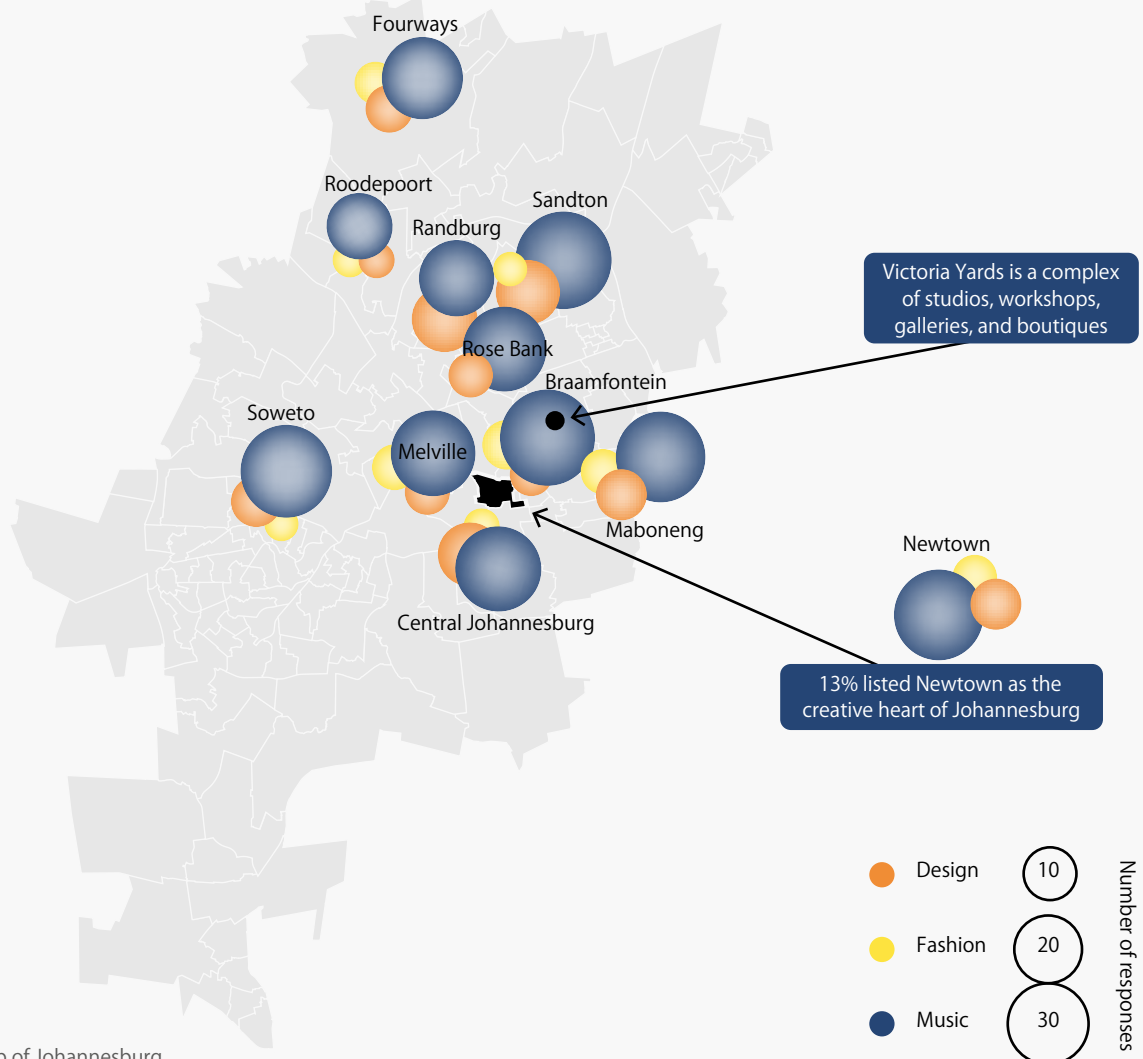 Fourways
Roodepoort
Sandton
Randburg
Victoria Yards is a complex
of studios, workshops,
galleries, and boutiques
Rose Bank
Braamfontein
Soweto
Melville
Maboneng
Newtown
Central Johannesburg
13% listed Newtown as the
creative heart of Johannesburg
Design
10
Fashion
20
Music
30
Number of responses
of Johannesburg